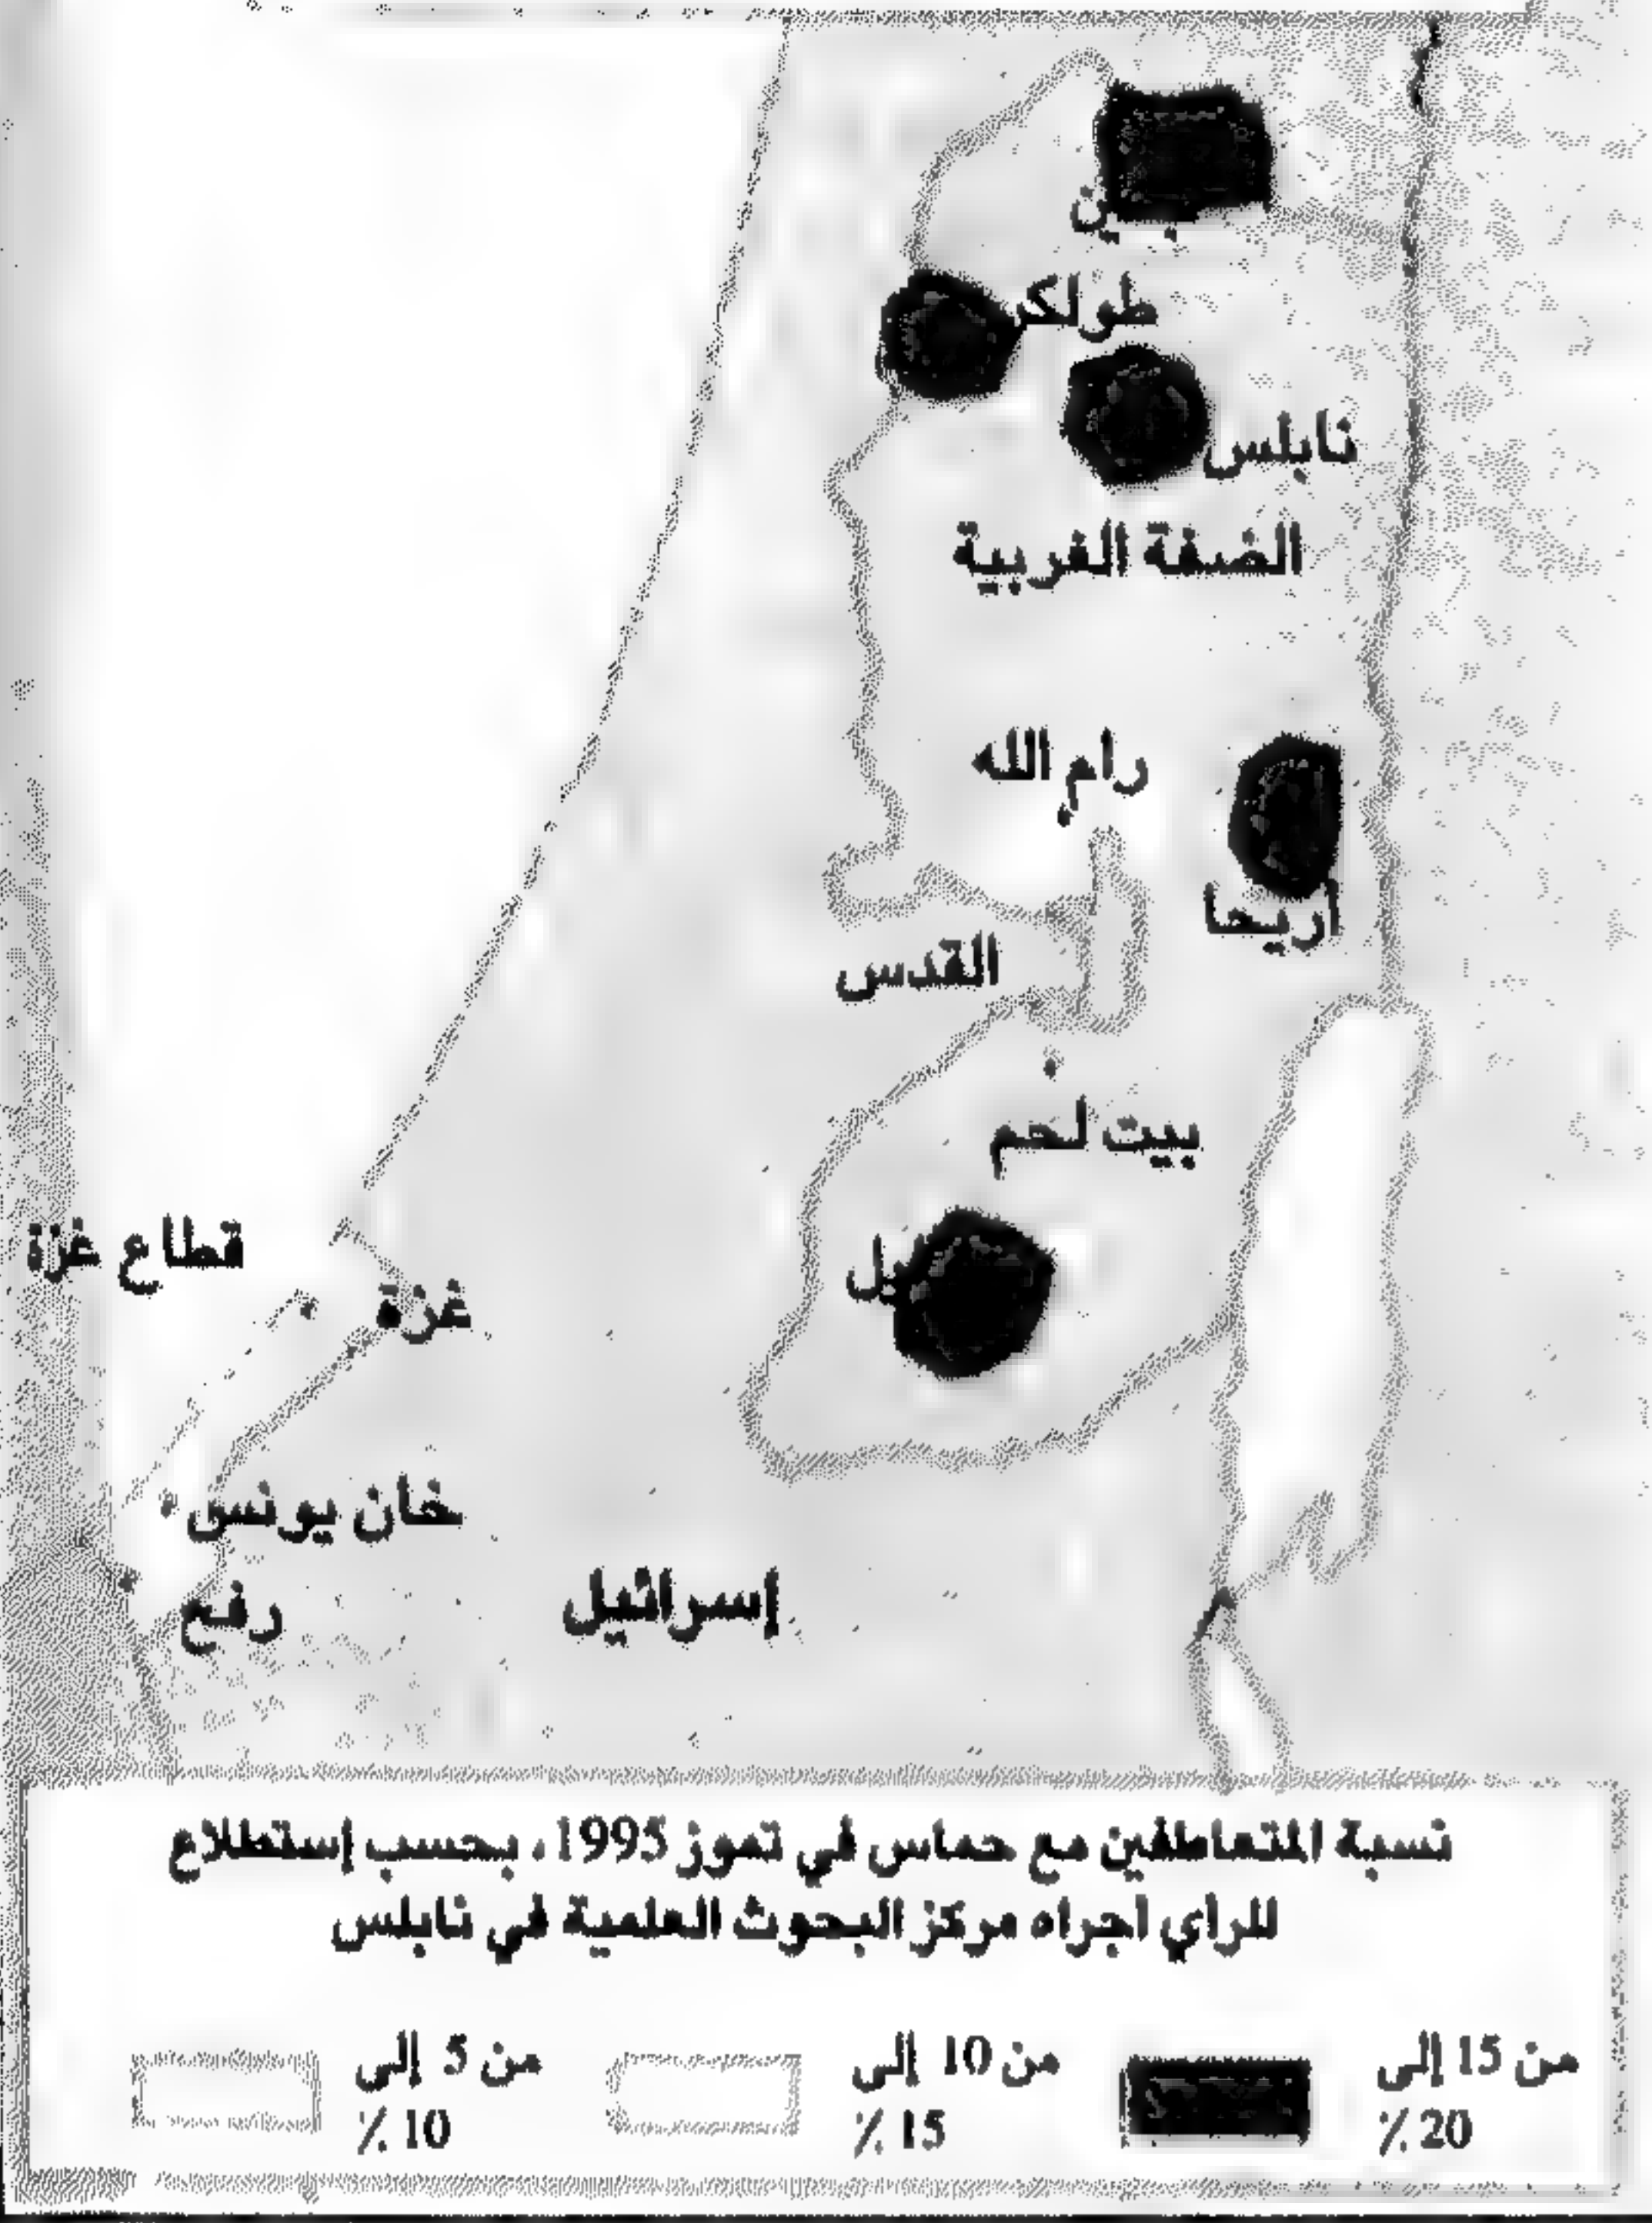 طولكر
نابلس
الضفة الغربية
رام الله
أريحا
القدس
بيت لحم
قطاع غزة
غزة
خان يونس
رفح
إسرائيل
نسبة المتعاطفين مع حماس في تموز 1995، بحسب إستطلاع
للراي اجراه مركز البحوث العلمية في نابلس
من 15 إلى
20 ٪
من 10 إلى
15 ٪
من 5 إلى
10 ٪